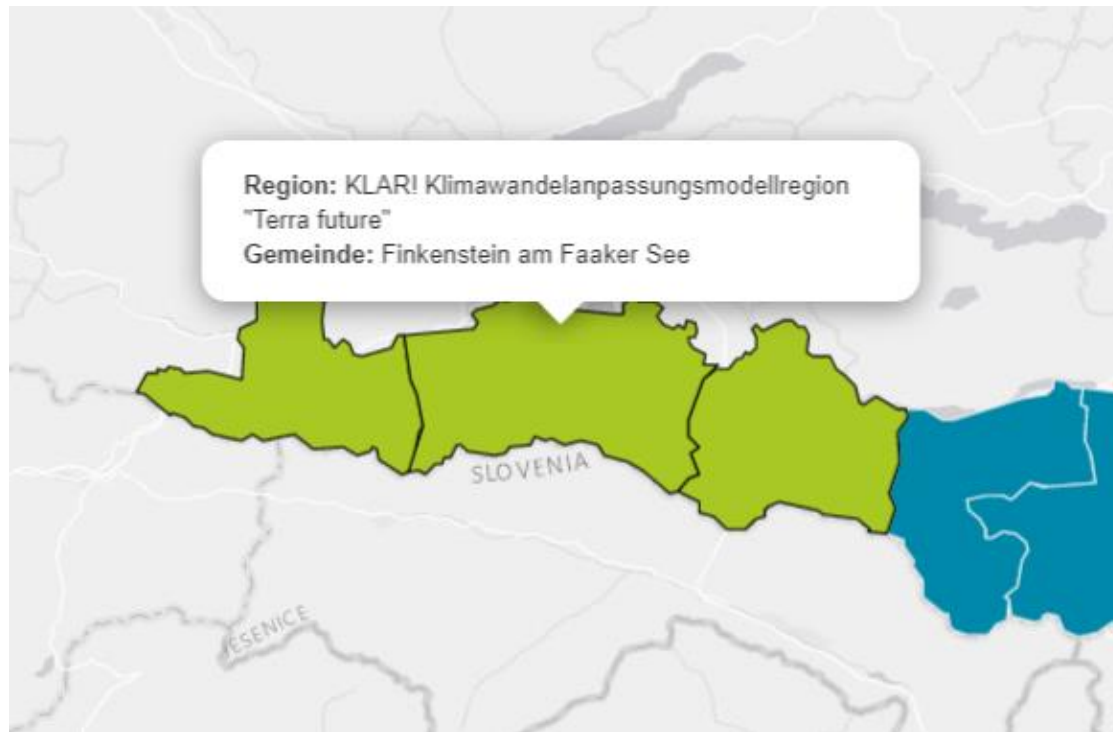 Region: KLAR! Klimawandelanpassungsmodellregion
"Terra future"
Gemeinde: Finkenstein am Faaker See
SLOVENIA
ESENICE